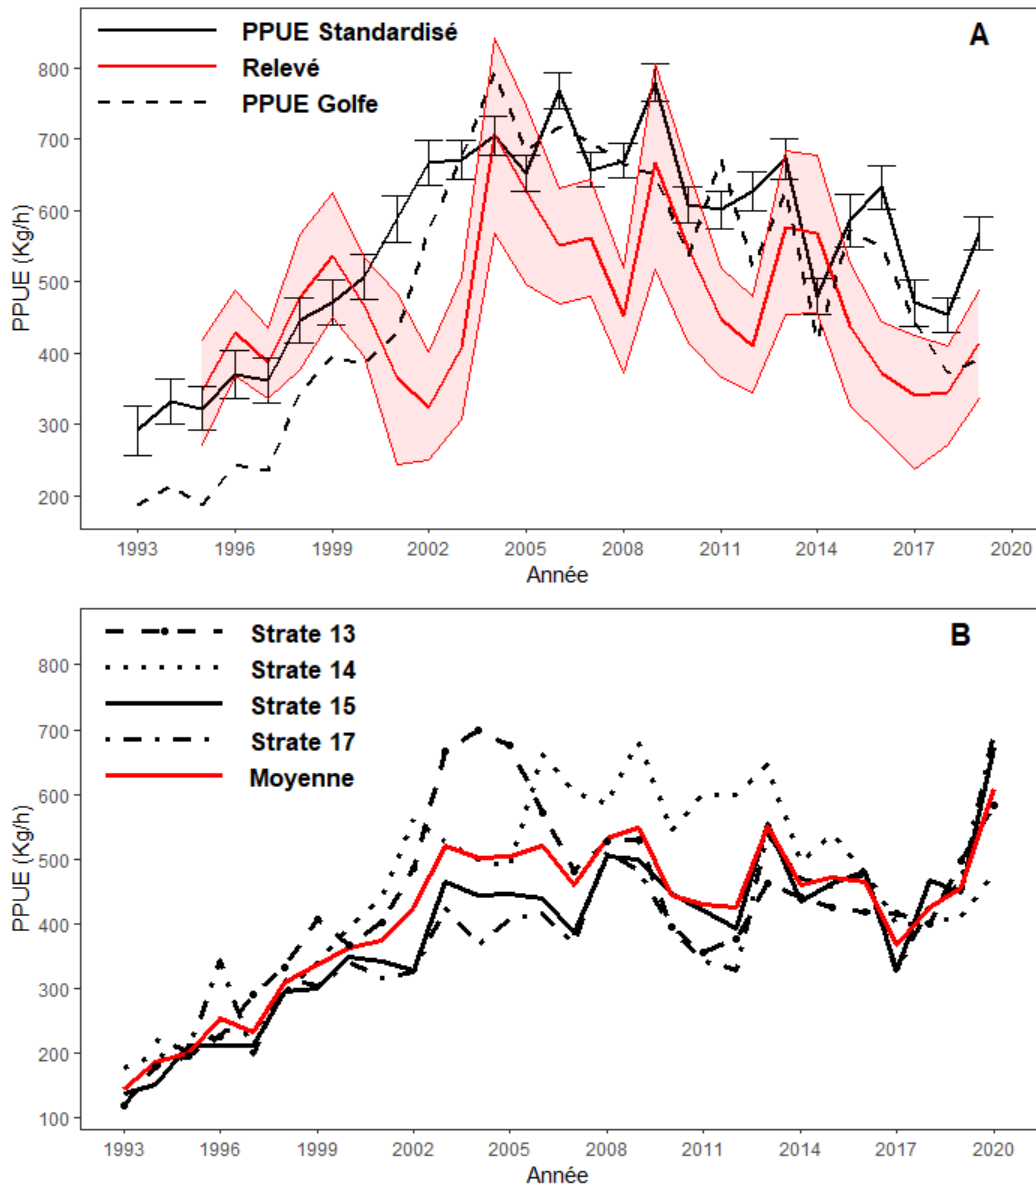 A
PPUE Standardisé
Relevé
PPUE Golfe
PPUE (Kg/h)
800
700
600
500
400
300
200
1993 1996 1999 2002 2005 2008 2011 2014 2017 2020
Année
B
Strate 13
Strate 14
Strate 15
Strate 17
Moyenne
PPUE (Kg/h)
800
700
600
500
400
300
200
100
1993 1996 1999 2002 2005 2008 2011 2014 2017 2020
Année